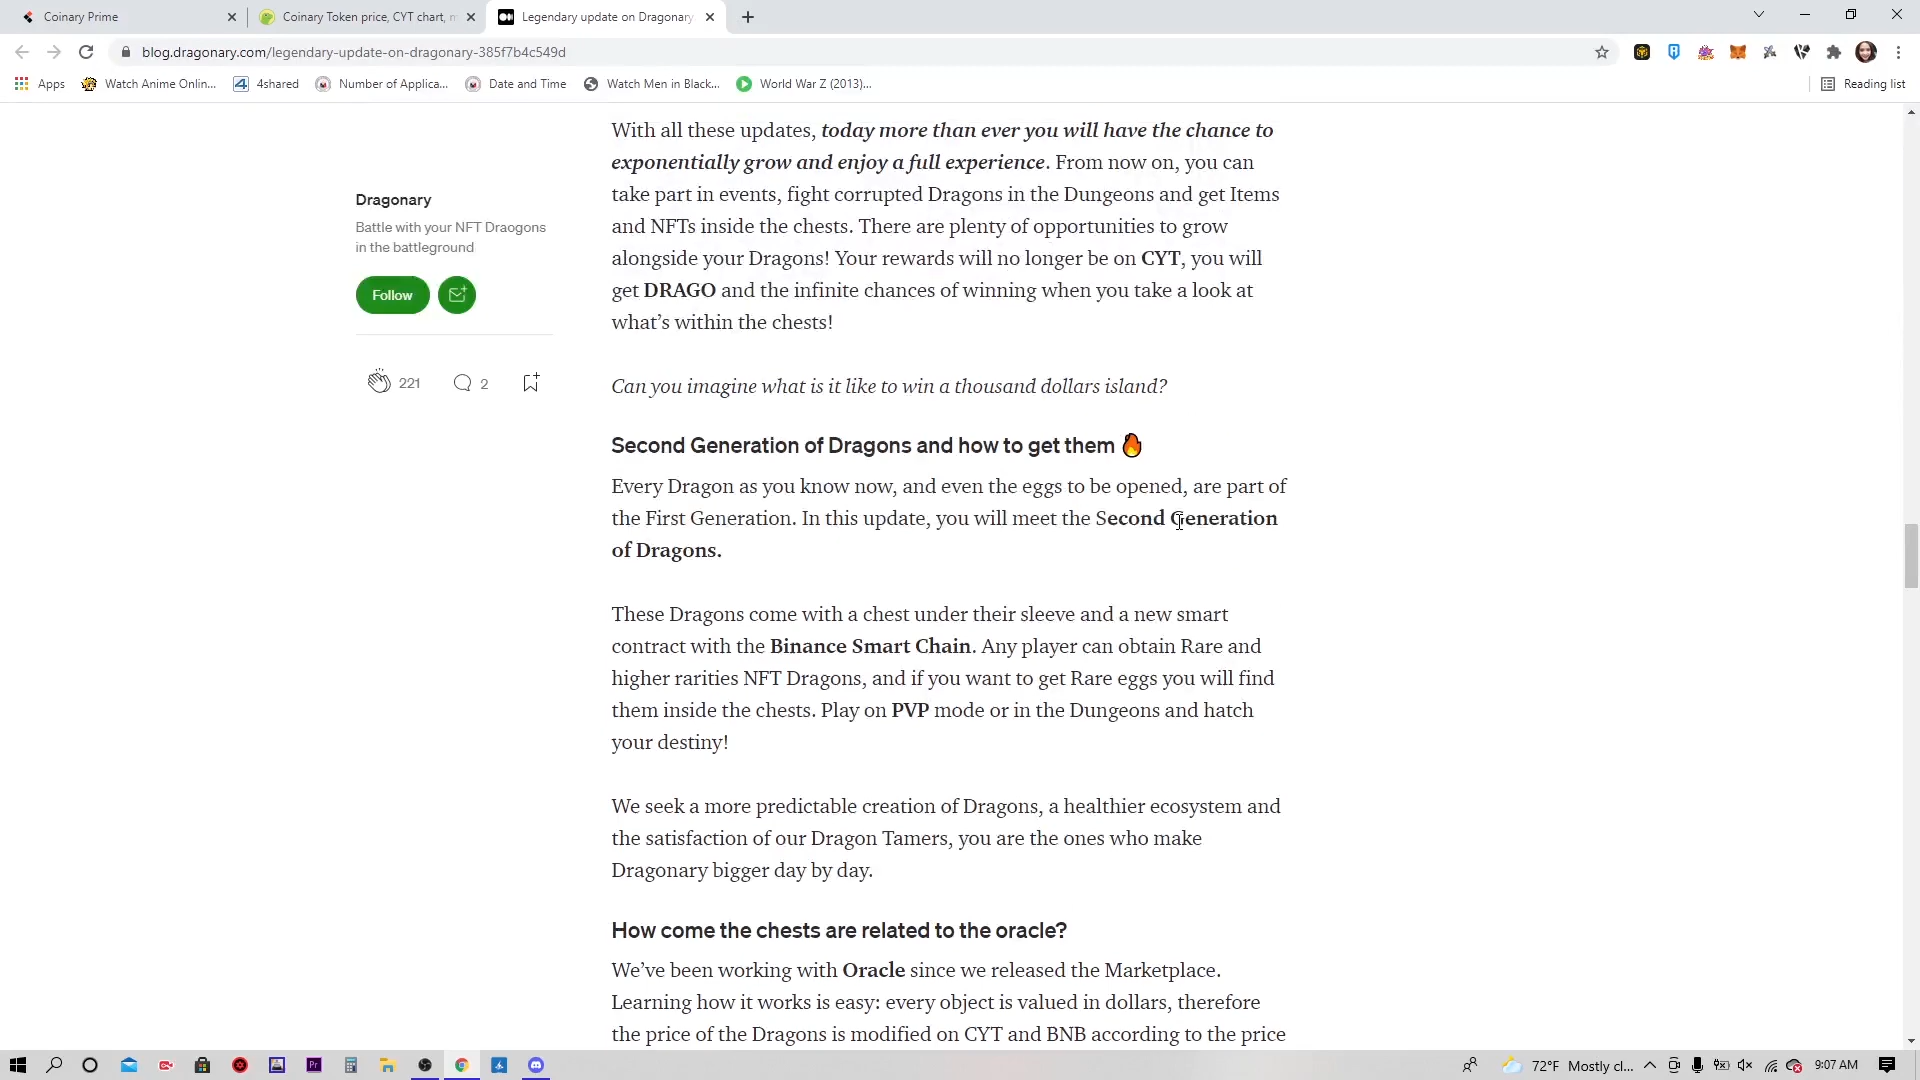 Coinary Prime
Coinary Token price, CYT chart, m
Legendary update on Dragonary
blog.dragonary.com/legendary-update-on-dragonary-385f7b4c549d
Apps
Watch Anime Onlin...
4shared
Number of Applica...
Date and Time
Watch Men in Black...
World War Z (2013)...
Reading list
Dragonary
Battle with your NFT Draogons
in the battleground
Follow
221
2
With all these updates, today more than ever you will have the chance to
exponentially grow and enjoy a full experience. From now on, you can
take part in events, fight corrupted Dragons in the Dungeons and get Items
and NFTs inside the chests. There are plenty of opportunities to grow
alongside your Dragons! Your rewards will no longer be on CYT, you will
get DRAGO and the infinite chances of winning when you take a look at
what's within the chests!
Can you imagine what is it like to win a thousand dollars island?
Second Generation of Dragons and how to get them 🔥
Every Dragon as you know now, and even the eggs to be opened, are part of
the First Generation. In this update, you will meet the Second Generation
of Dragons.
These Dragons come with a chest under their sleeve and a new smart
contract with the Binance Smart Chain. Any player can obtain Rare and
higher rarities NFT Dragons, and if you want to get Rare eggs you will find
them inside the chests. Play on PVP mode or in the Dungeons and hatch
your destiny!
We seek a more predictable creation of Dragons, a healthier ecosystem and
the satisfaction of our Dragon Tamers, you are the ones who make
Dragonary bigger day by day.
How come the chests are related to the oracle?
We've been working with Oracle since we released the Marketplace.
Learning how it works is easy: every object is valued in dollars, therefore
the price of the Dragons is modified on CYT and BNB according to the price
72°F Mostly cl...
9:07 AM